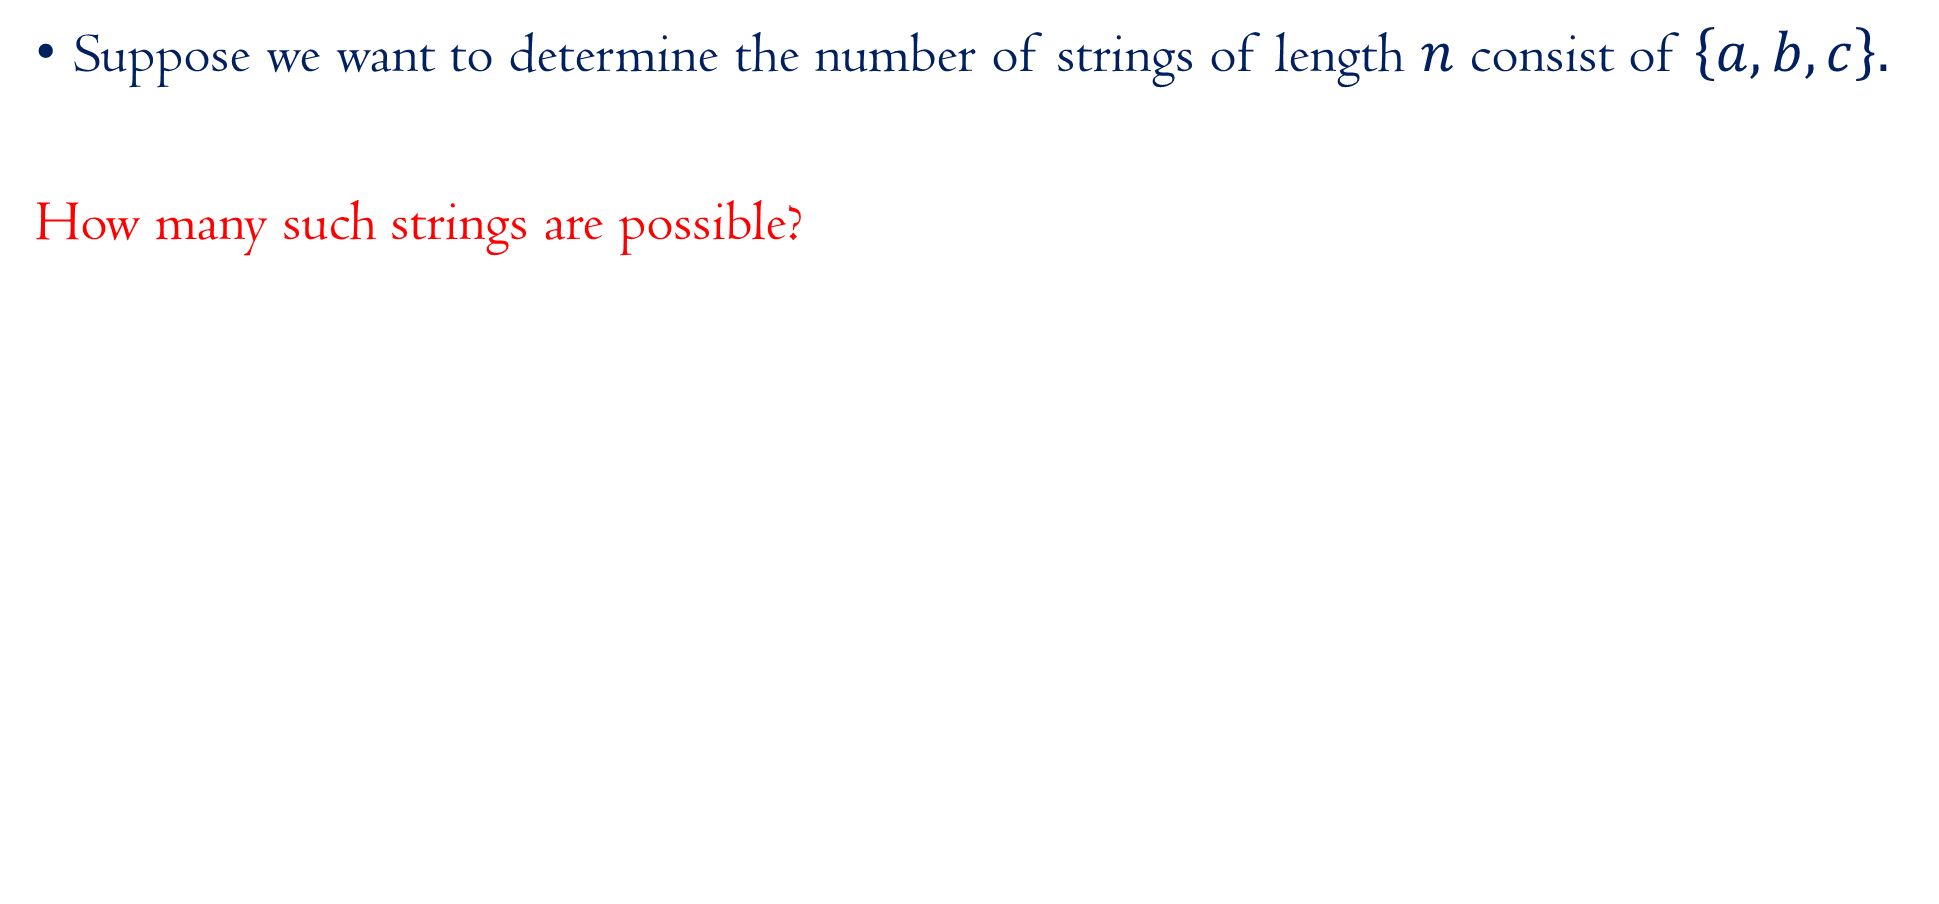 • Suppose we want to determine the number of strings of length n consist of {a, b, c}.
How many such strings are possible?